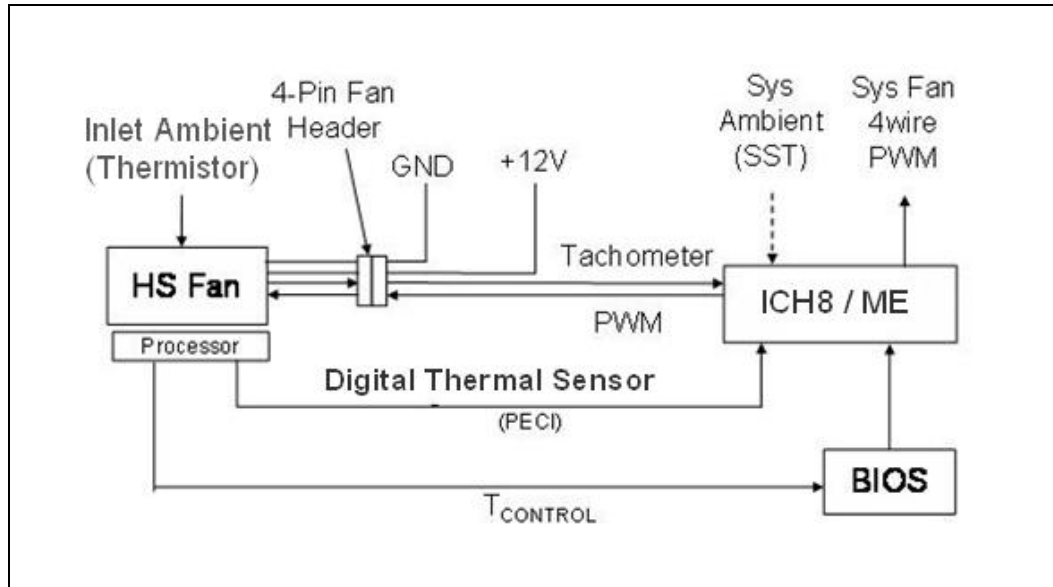 4-Pin Fan
Header
Inlet Ambient
(Thermistor)
GND
+12V
Sys
Ambient
(SST)
Sys Fan
4wire
PWM
HS Fan
Tachometer
PWM
ICH8 / ME
Processor
Digital Thermal Sensor
(PECI)
BIOS
TCONTROL